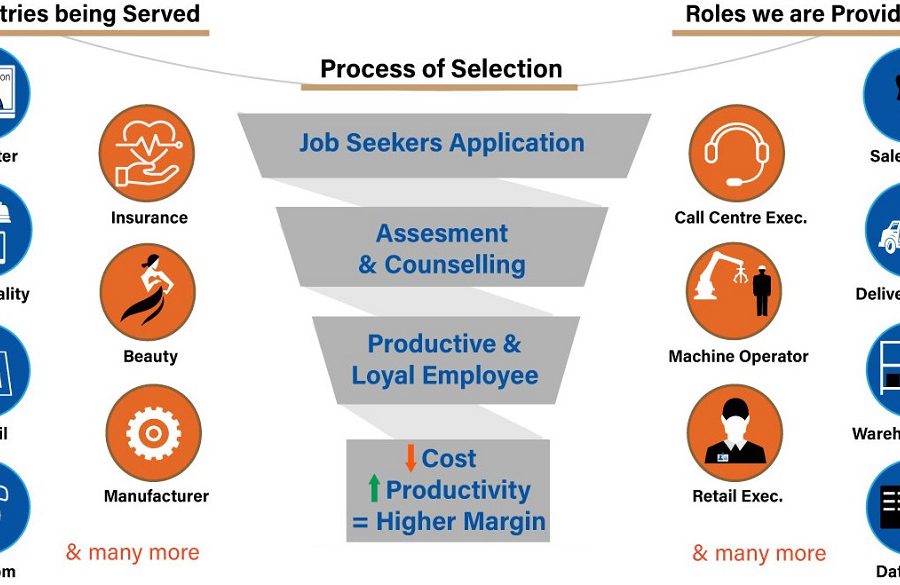 tries being Served
Roles we are Provid
Process of Selection
Job Seekers Application
Assesment
& Counselling
Productive &
Loyal Employee
Cost
Productivity
= Higher Margin
on
ter
ality
il
om
Insurance
Beauty
Manufacturer
& many more
Call Centre Exec.
Machine Operator
Retail Exec.
& many more
Sale
Delive
Wareh
Dat